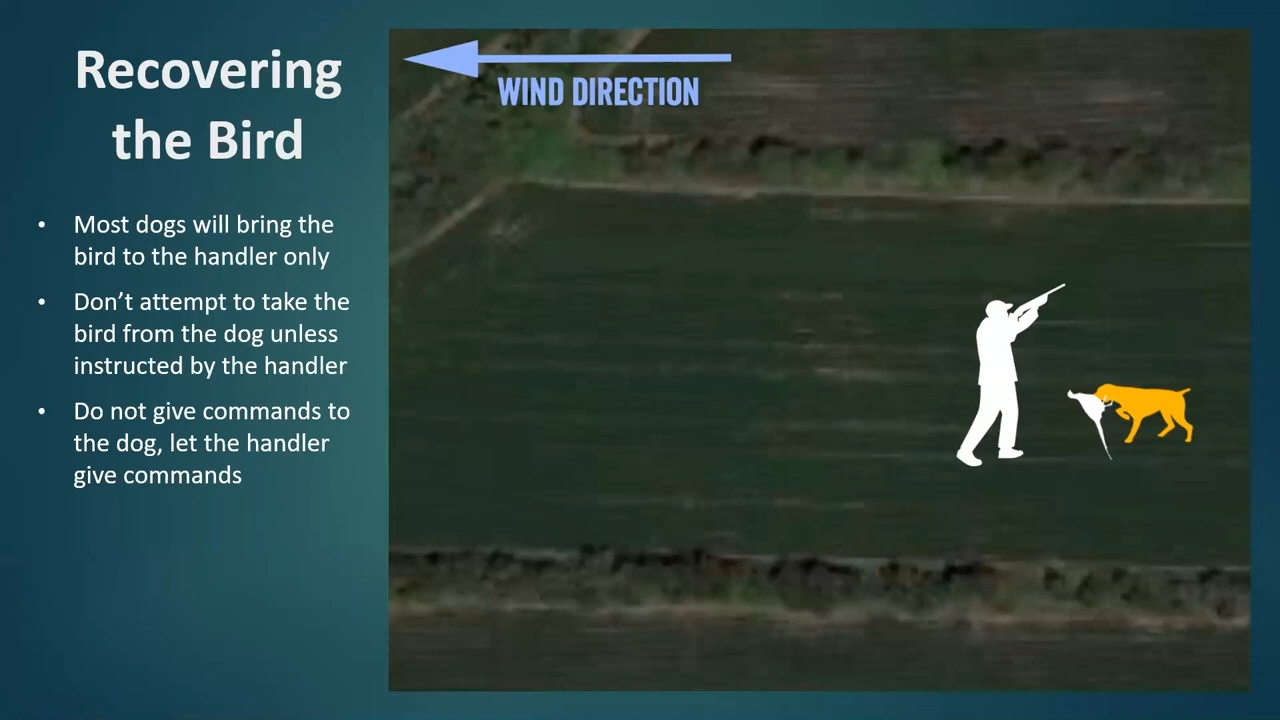 Recovering
the Bird
• Most dogs will bring the
bird to the handler only
• Don’t attempt to take the
bird from the dog unless
instructed by the handler
• Do not give commands to
the dog, let the handler
give commands
WIND DIRECTION